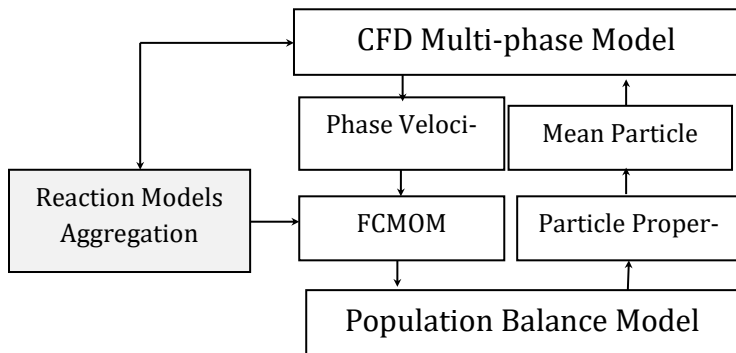 CFD Multi-phase Model
Phase Veloci-
Mean Particle
Reaction Models
Aggregation
FCMOM
Particle Proper-
Population Balance Model